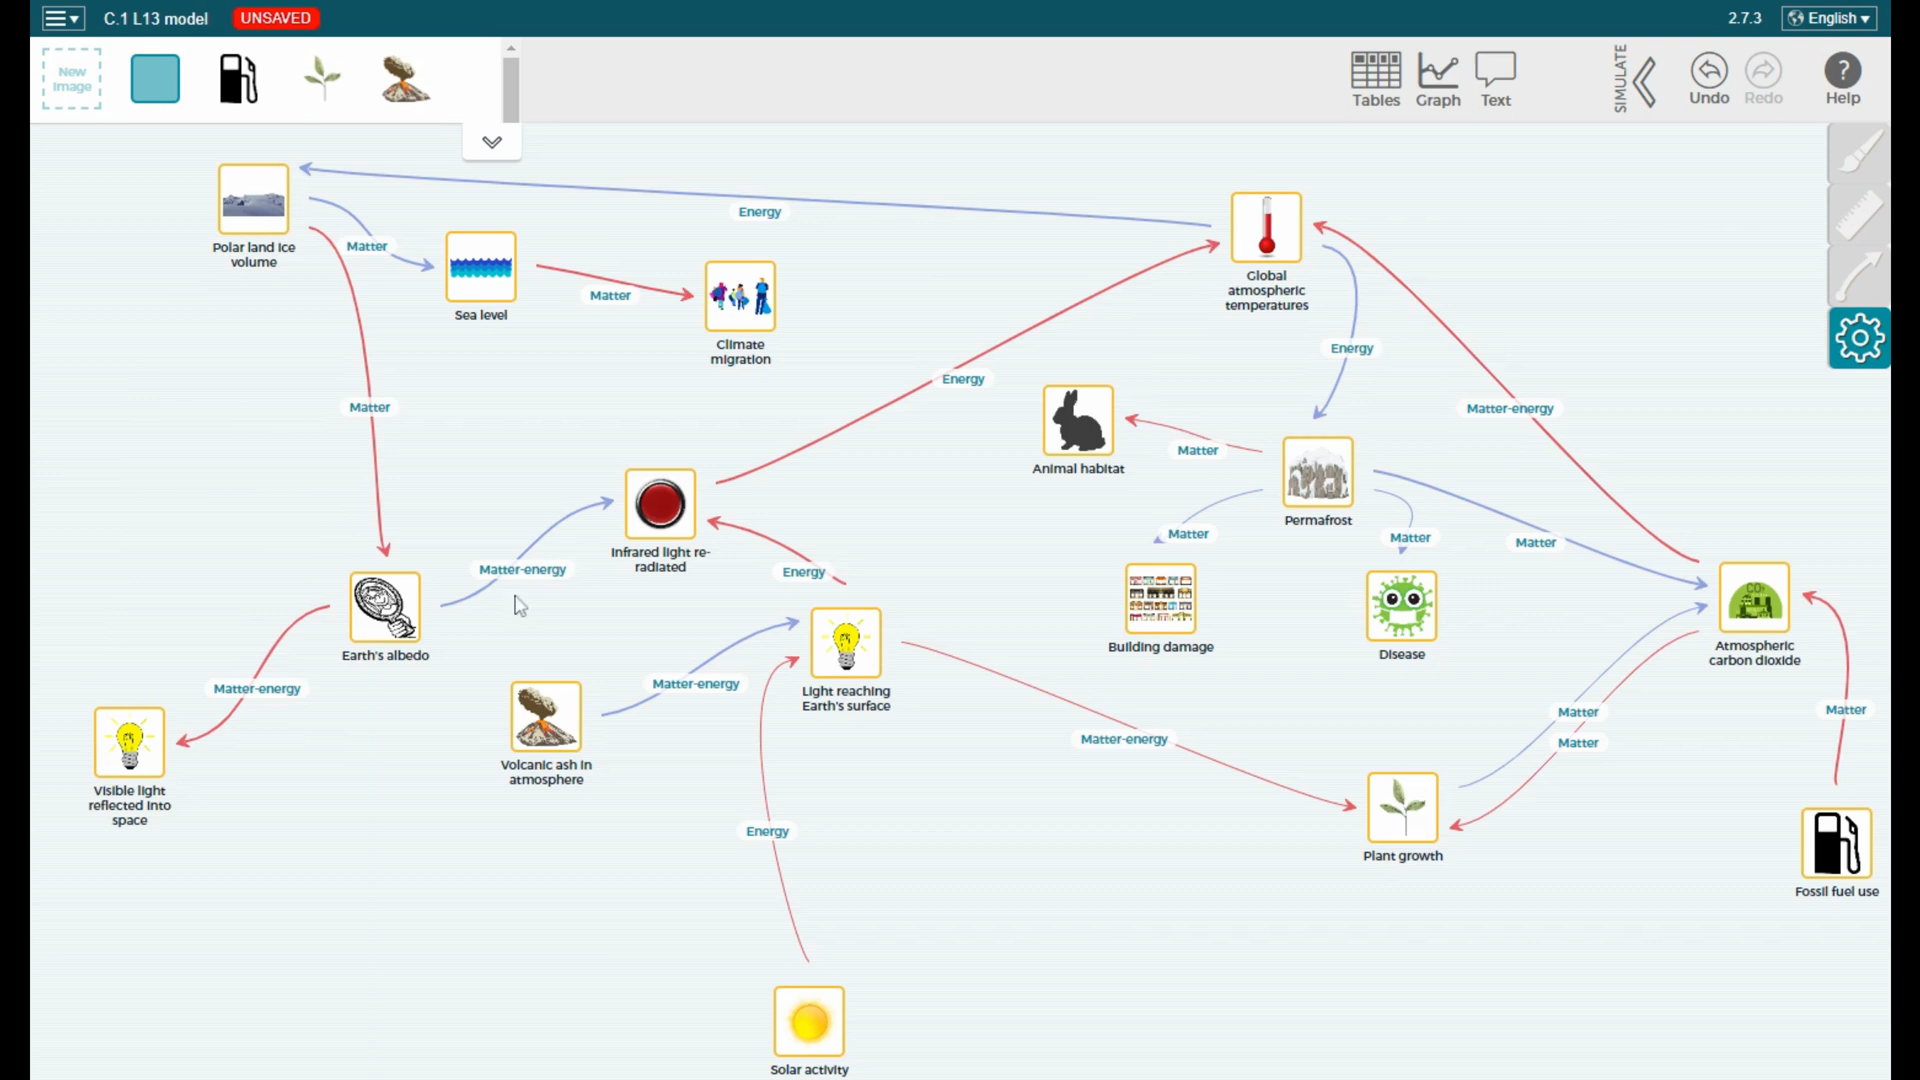 C.1 L13 model
UNSAVED
2.7.3
English
New
Image
Tables
Graph
Text
SIMULATE
Undo
Redo
?
Help
Energy
Polar land ice
volume
Matter
Sea level
Matter
Climate
migration
Global
atmospheric
temperatures
Energy
Energy
Matter-energy
Matter
Animal habitat
Matter
Permafrost
Matter
Matter
Matter
Infrared light re-
radiated
Matter-energy
Energy
Earth's albedo
Building damage
Disease
CO2
Atmospheric
carbon dioxide
Matter-energy
Matter-energy
Light reaching
Earth's surface
Volcanic ash in
atmosphere
Visible light
reflected into
space
Matter-energy
Matter
Matter
Matter
Energy
Plant growth
Fossil fuel use
Solar activity